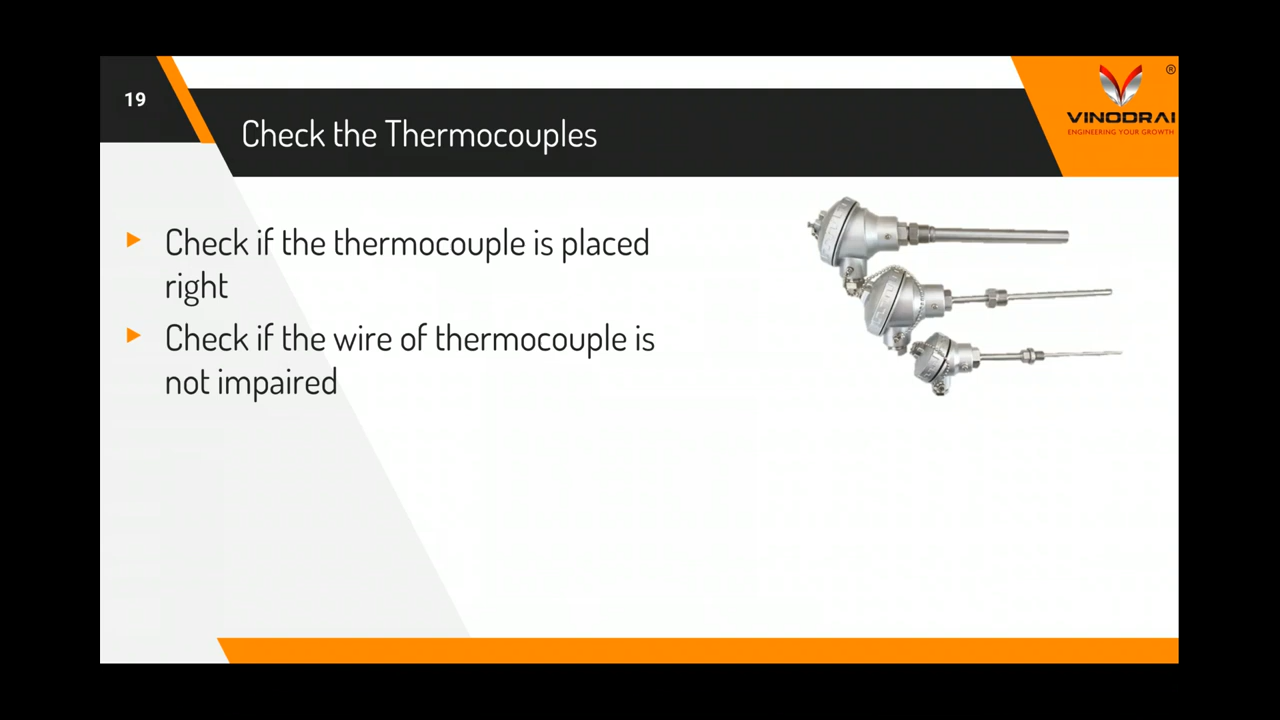 19
Check the Thermocouples
®
VINODRAI
ENGINEERING YOUR GROWTH
Check if the thermocouple is placed
right
Check if the wire of thermocouple is
not impaired